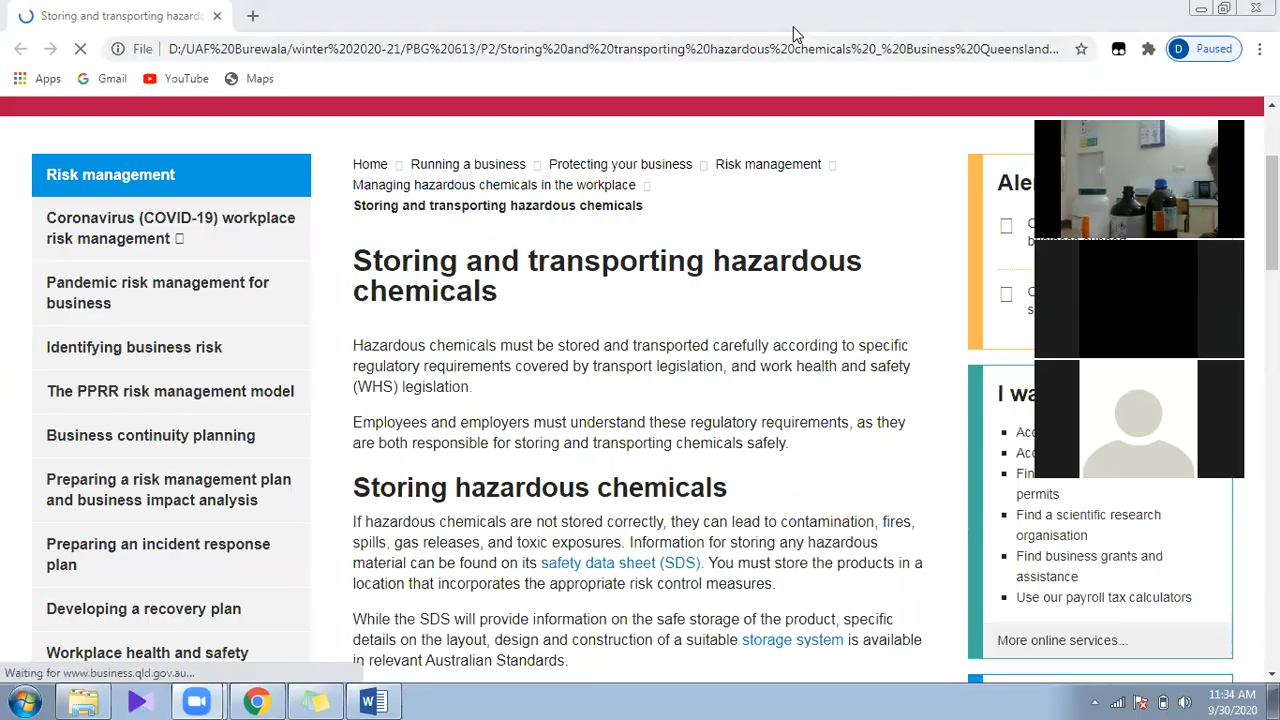 Storing and transporting hazard
File
D:/UAF%20Burewala/winter%202020-21/PBG%20613/P2/Storing%20and%20transporting%20hazardous%20chemicals%20_%20Business%20Queensland...
D Paused
Apps Gmail YouTube Maps
Risk management
Coronavirus (COVID-19) workplace
risk management
Pandemic risk management for
business
Identifying business risk
The PPRR risk management model
Business continuity planning
Preparing a risk management plan
and business impact analysis
Preparing an incident response
plan
Developing a recovery plan
Workplace health and safety
Home Running a business Protecting your business Risk management
Managing hazardous chemicals in the workplace
Storing and transporting hazardous chemicals
Storing and transporting hazardous
chemicals
Hazardous chemicals must be stored and transported carefully according to specific
regulatory requirements covered by transport legislation, and work health and safety
(WHS) legislation.
Employees and employers must understand these regulatory requirements, as they
are both responsible for storing and transporting chemicals safely.
Storing hazardous chemicals
If hazardous chemicals are not stored correctly, they can lead to contamination, fires,
spills, gas releases, and toxic exposures. Information for storing any hazardous
material can be found on its safety data sheet (SDS). You must store the products in a
location that incorporates the appropriate risk control measures.
While the SDS will provide information on the safe storage of the product, specific
details on the layout, design and construction of a suitable storage system is available
in relevant Australian Standards.
permits
Find a scientific research
organisation
Find business grants and
assistance
Use our payroll tax calculators
More online services...
Waiting for www.business.qld.gov.au...
11:34 AM
9/30/2020